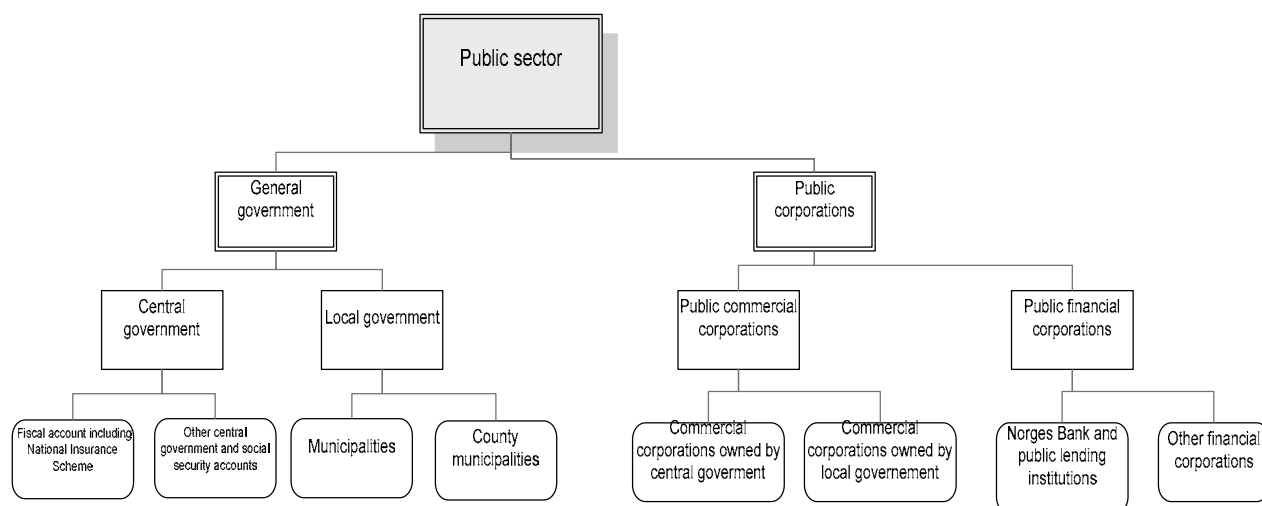 Public sector
General
government
Public
corporations
Central
government
Local government
Public commercial
corporations
Public financial
corporations
Fiscal account including
National Insurance
Scheme
Other central
government and social
security accounts
Municipalities
County
municipalities
Commercial
corporations owned by
central goverment
Commercial
corporations owned by
local governement
Norges Bank and
public lending
institutions
Other financial
corporations